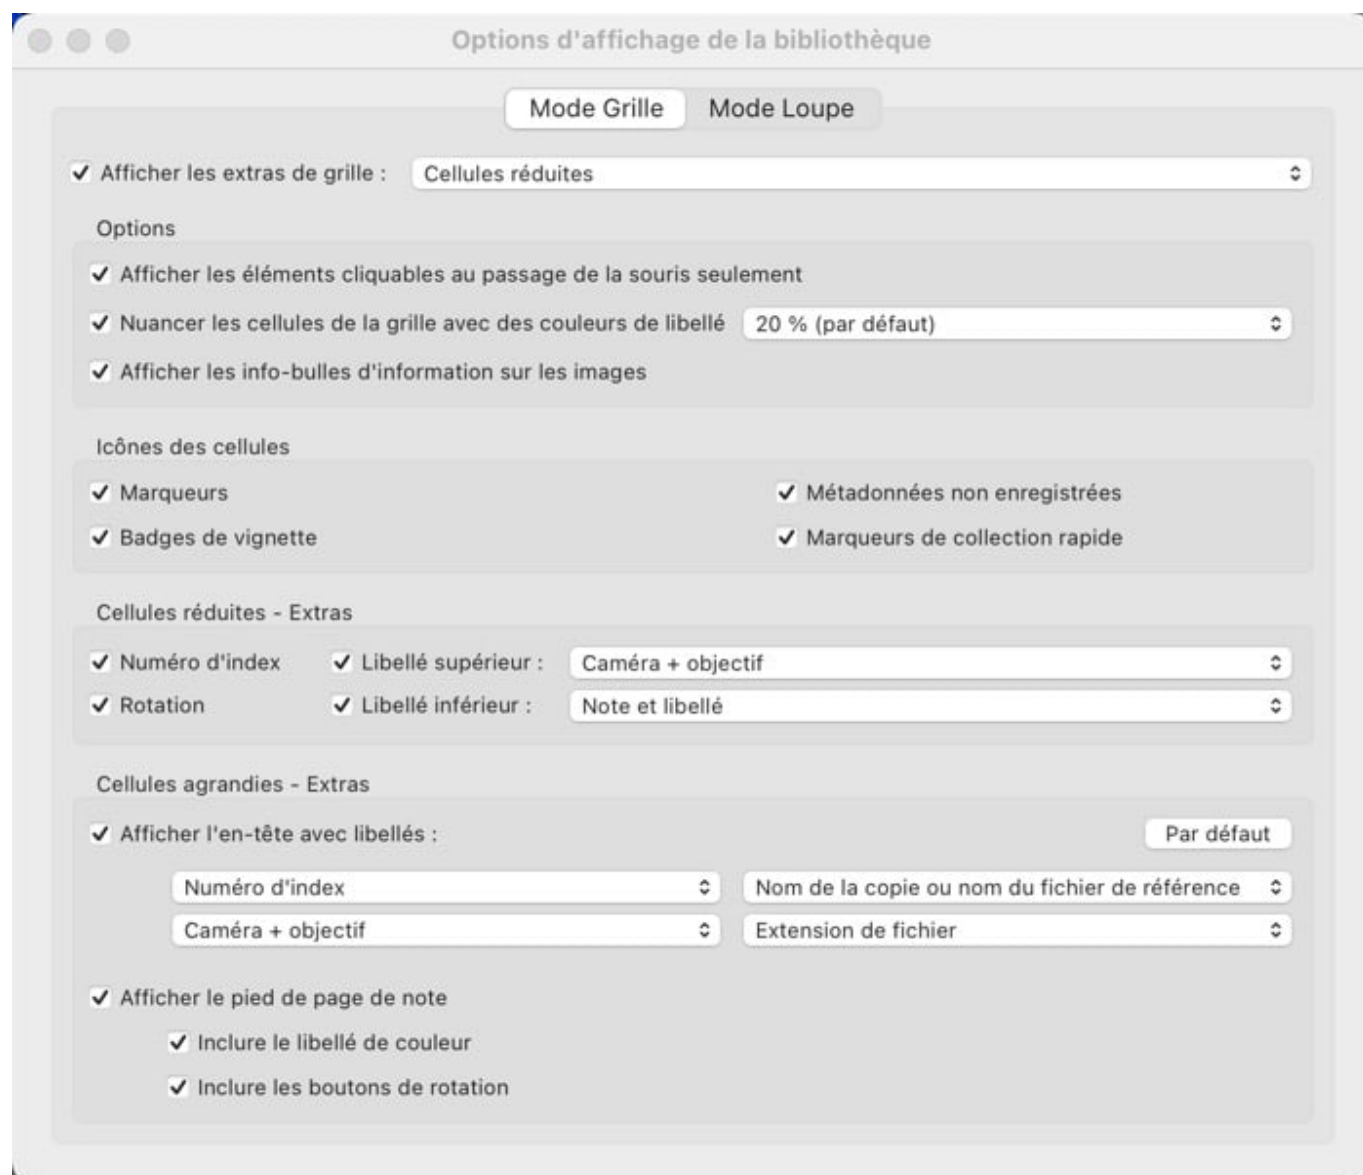 Options d'affichage de la bibliothèque
Mode Grille Mode Loupe
Afficher les extras de grille : Cellules réduites
Options
Afficher les éléments cliquables au passage de la souris seulement
Nuancer les cellules de la grille avec des couleurs de libellé 20 % (par défaut)
Afficher les info-bulles d'information sur les images
Icônes des cellules
Marqueurs Métadonnées non enregistrées
Badges de vignette Marqueurs de collection rapide
Cellules réduites - Extras
Numéro d'index Libellé supérieur : Caméra + objectif
Rotation Libellé inférieur : Note et libellé
Cellules agrandies - Extras
Afficher l'en-tête avec libellés : Par défaut
Numéro d'index Nom de la copie ou nom du fichier de référence
Caméra + objectif Extension de fichier
Afficher le pied de page de note
Inclure le libellé de couleur
Inclure les boutons de rotation